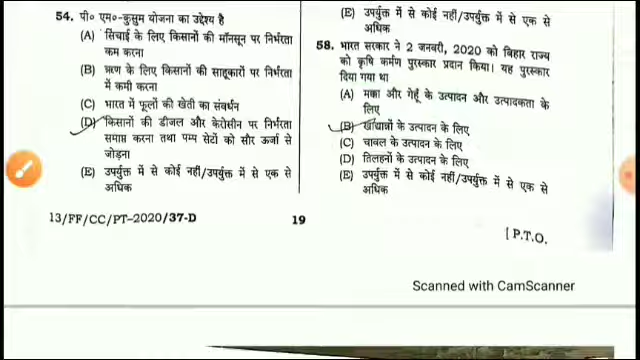 54. पी० एम०-कुसुम योजना का उद्देश्य है
(A) सिंचाई के लिए किसानों की मॉनसून पर निर्भरता
कम करना
(B) ऋण के लिए किसानों की साहूकारों पर निर्भरता
में कमी करना
(C) भारत में फूलों की खेती का संवर्धन
(D) किसानों की डीजल और केरोसीन पर निर्भरता
समाप्त करना तथा पम्प सेटों को सौर ऊर्जा से
जोड़ना
(E) उपर्युक्त में से कोई नहीं/उपर्युक्त में से एक से
अधिक
13/FF/CC/PT-2020/37-D
19
(E) उपर्युक्त में से कोई नहीं/उपर्युक्त में से एक से
अधिक
58. भारत सरकार ने 2 जनवरी, 2020 को बिहार राज्य
को कृषि कर्मण पुरस्कार प्रदान किया। यह पुरस्कार
दिया गया था
(A) मक्का और गेहूँ के उत्पादन और उत्पादकता के
लिए
(B) खाद्यान्नों के उत्पादन के लिए
(C) चावल के उत्पादन के लिए
(D) तिलहनों के उत्पादन के लिए
(E) उपर्युक्त में से कोई नहीं/उपर्युक्त में से एक से
अधिक
[ P.T.O.
Scanned with CamScanner